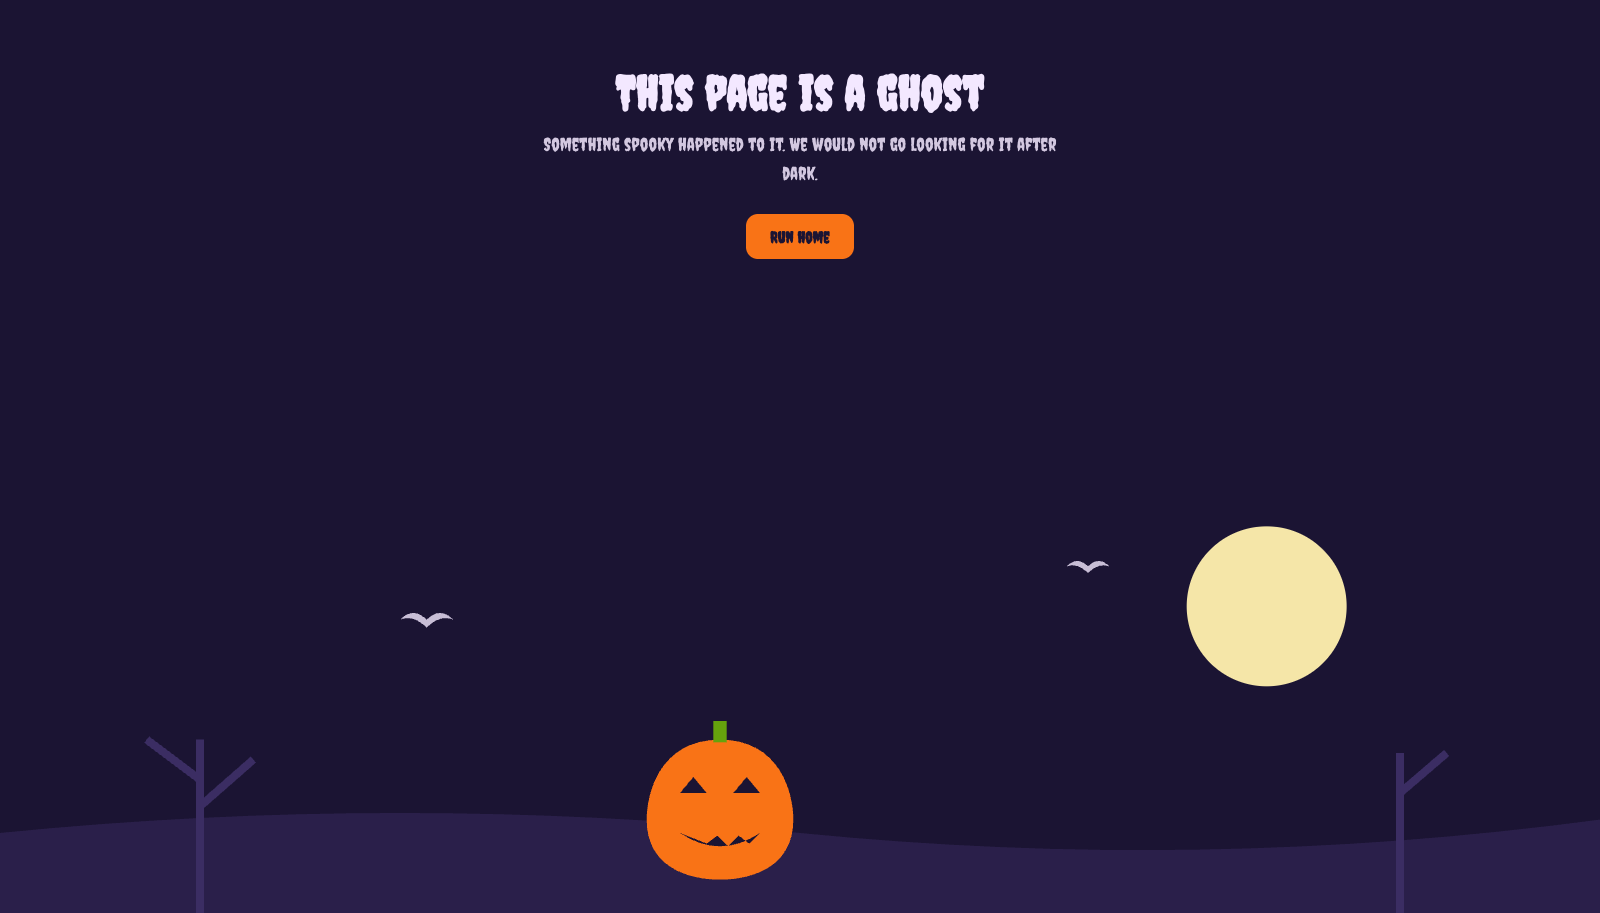 THIS PAGE IS A GHOST
SOMETHING SPOOKY HAPPENED TO IT. WE WOULD NOT GO LOOKING FOR IT AFTER
DARK.
RUN HOME